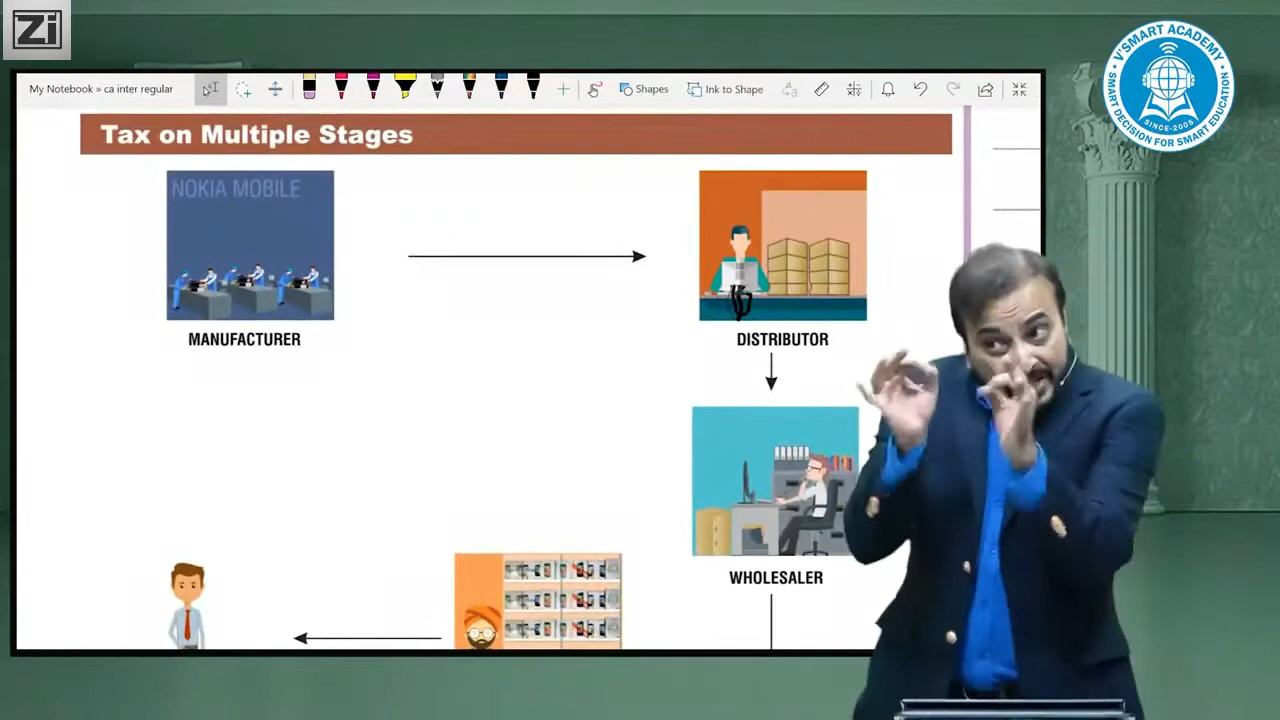 Zi
My Notebook » ca inter regular
Shapes
Ink to Shape
V'SMART ACADEMY
SMART DECISION FOR SMART EDUCATION
SINCE-2005
Tax on Multiple Stages
NOKIA MOBILE
MANUFACTURER
DISTRIBUTOR
WHOLESALER